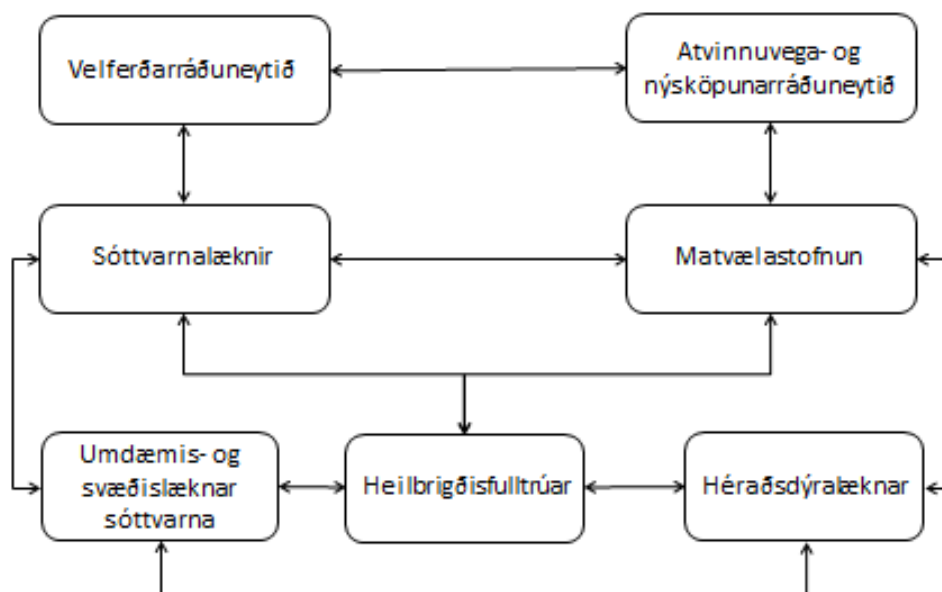 Velferðarráðuneytið
Atvinnuvega- og
nýsköpunarráðuneytið
Sóttvarnalæknir
Matvælastofnun
Umdæmis- og
svæðislæknar
sóttvarna
Heilbrigðisfulltrúar
Héraðsdýralæknar